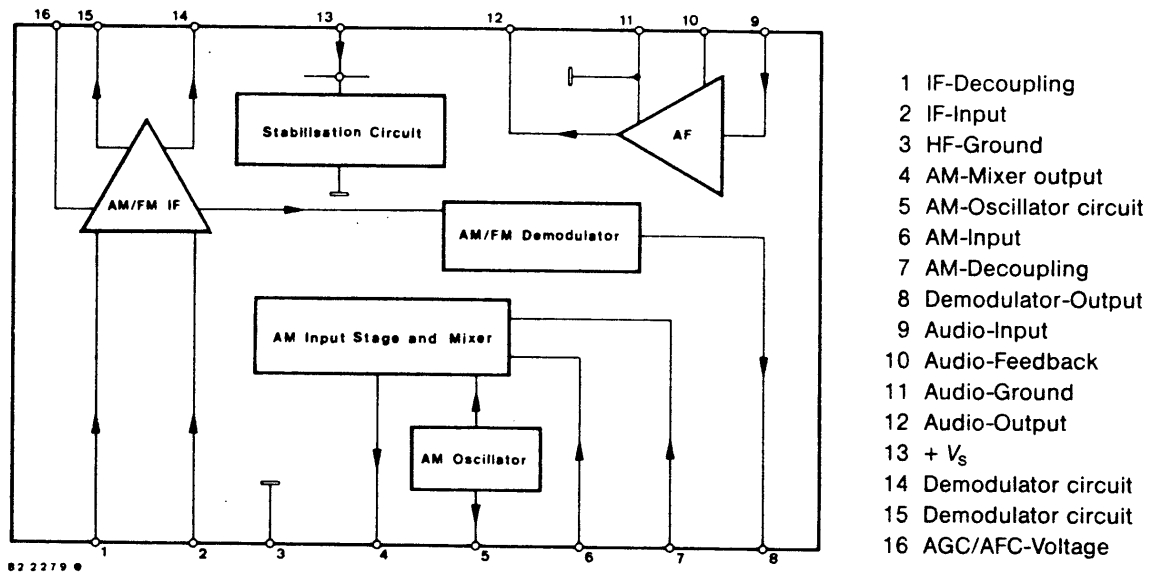 16 15 14 13 12 11 10 9
Stabilisation Circuit
AF
AM/FM IF
AM/FM Demodulator
AM Input Stage and Mixer
AM Oscillator
1 2 3 4 5 6 7 8
82 2279 e
1 IF-Decoupling
2 IF-Input
3 HF-Ground
4 AM-Mixer output
5 AM-Oscillator circuit
6 AM-Input
7 AM-Decoupling
8 Demodulator-Output
9 Audio-Input
10 Audio-Feedback
11 Audio-Ground
12 Audio-Output
13 + Vs
14 Demodulator circuit
15 Demodulator circuit
16 AGC/AFC-Voltage